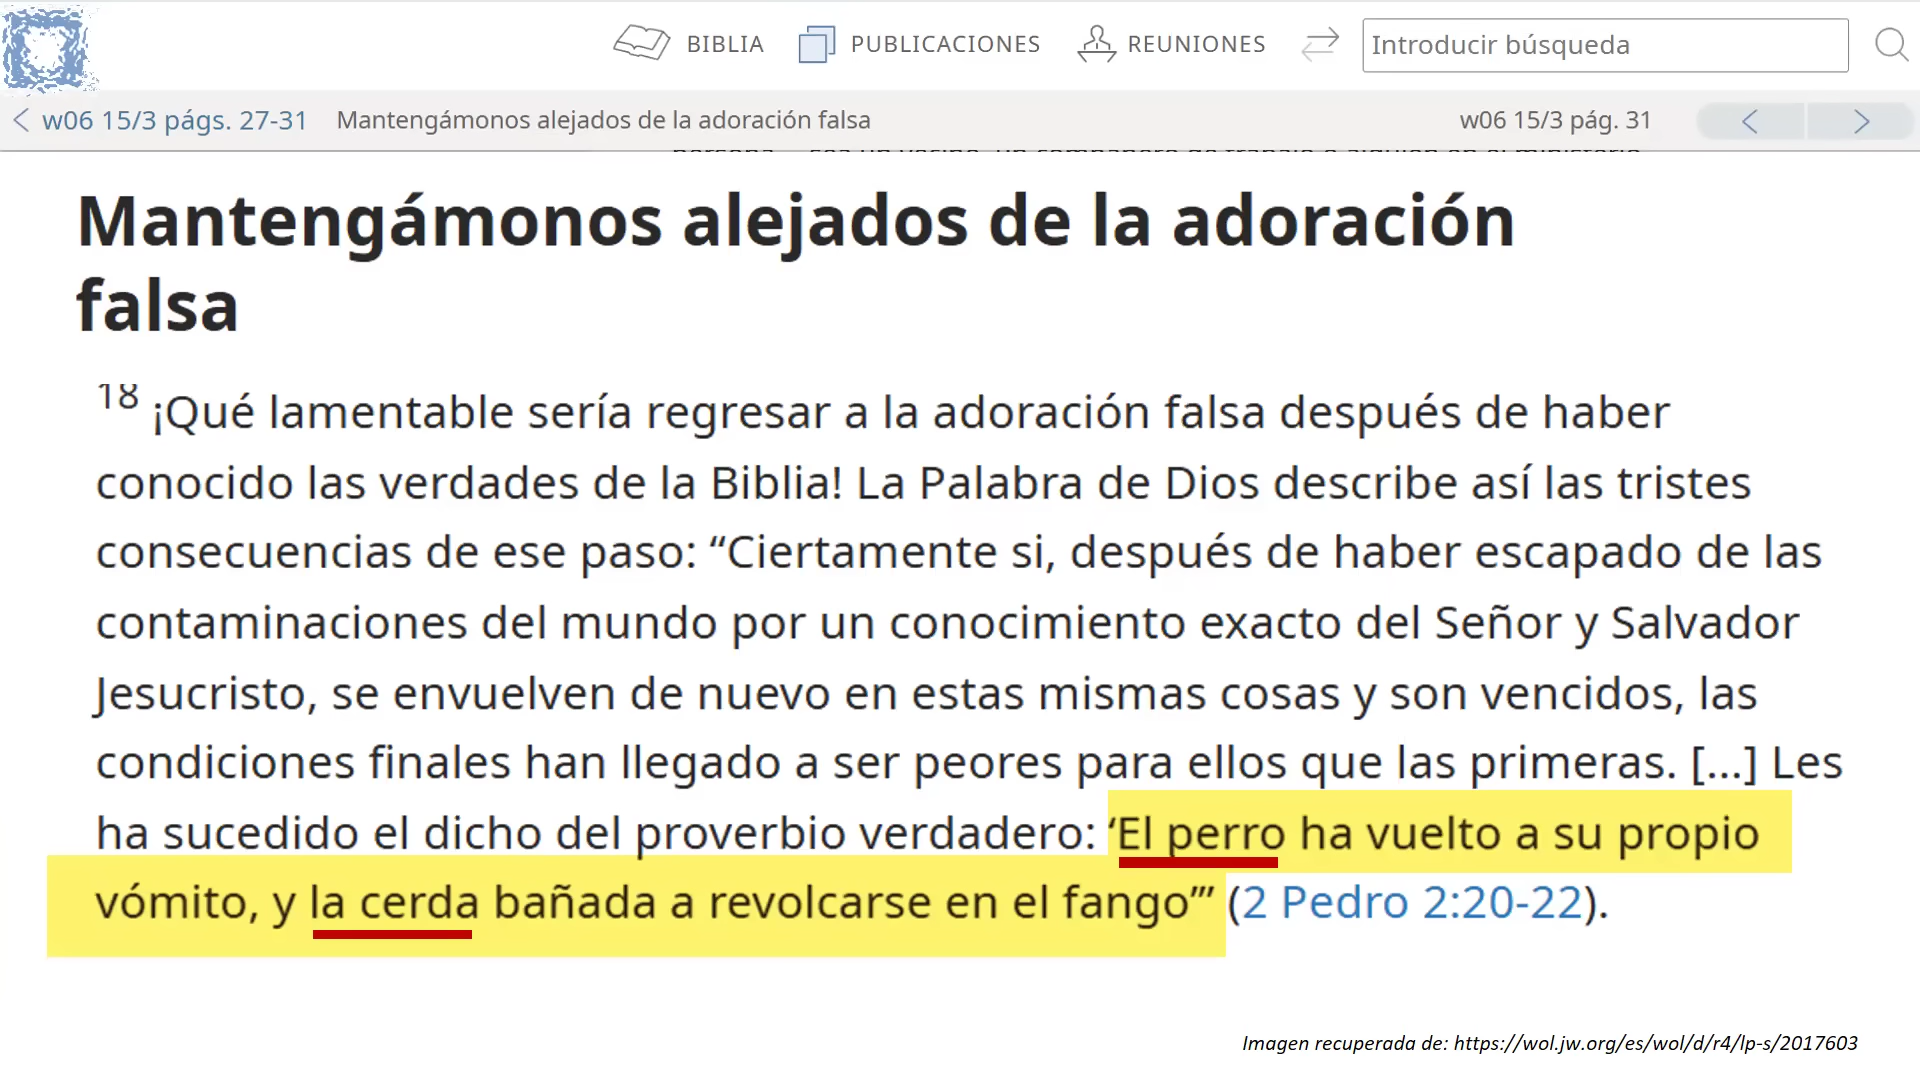 BIBLIA PUBLICACIONES REUNIONES Introducir búsqueda
w06 15/3 págs. 27-31 Mantengámonos alejados de la adoración falsa w06 15/3 pág. 31
Mantengámonos alejados de la adoración
falsa
18 ¡Qué lamentable sería regresar a la adoración falsa después de haber
conocido las verdades de la Biblia! La Palabra de Dios describe así las tristes
consecuencias de ese paso: “Ciertamente si, después de haber escapado de las
contaminaciones del mundo por un conocimiento exacto del Señor y Salvador
Jesucristo, se envuelven de nuevo en estas mismas cosas y son vencidos, las
condiciones finales han llegado a ser peores para ellos que las primeras. [...] Les
ha sucedido el dicho del proverbio verdadero: ‘El perro ha vuelto a su propio
vómito, y la cerda bañada a revolcarse en el fango’” (2 Pedro 2:20-22).
Imagen recuperada de: https://wol.jw.org/es/wol/d/r4/lp-s/2017603